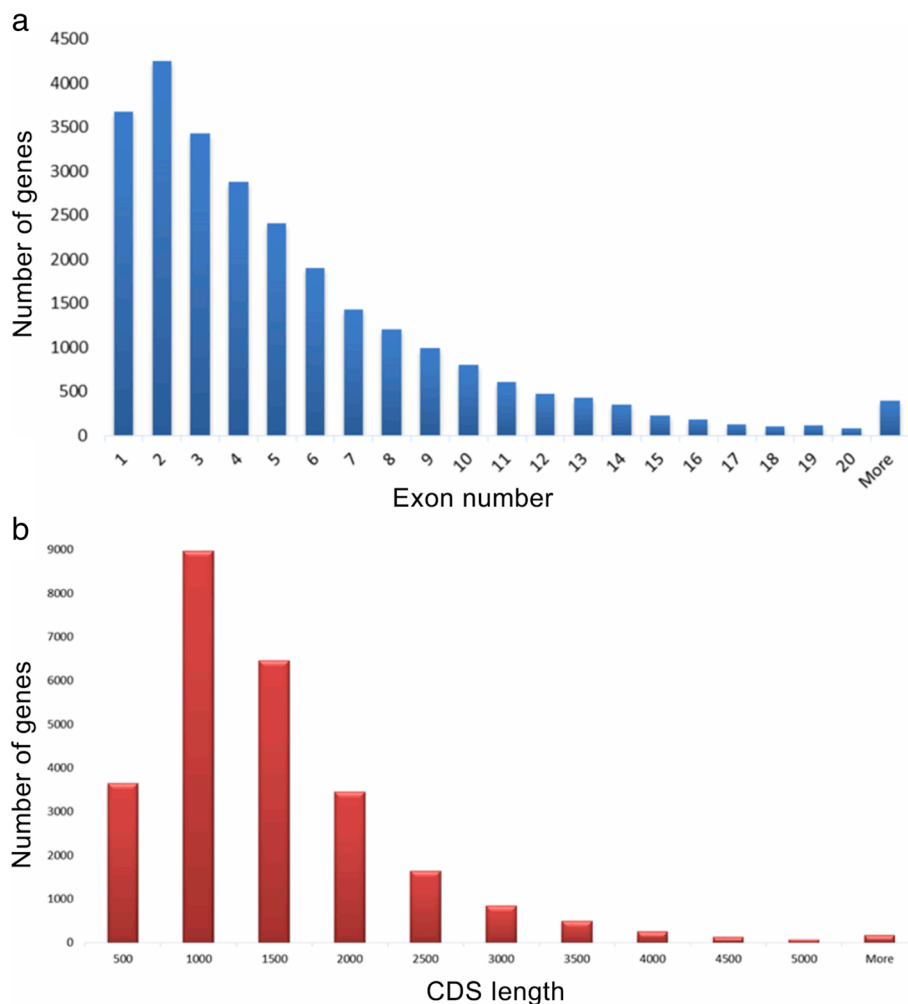 a
4500
4000
3500
3000
2500
2000
1500
1000
500
0
Number of genes
1 2 3 4 5 6 7 8 9 10 11 12 13 14 15 16 17 18 19 20 More
Exon number
b
9000
8000
7000
6000
5000
4000
3000
2000
1000
0
Number of genes
500 1000 1500 2000 2500 3000 3500 4000 4500 5000 More
CDS length